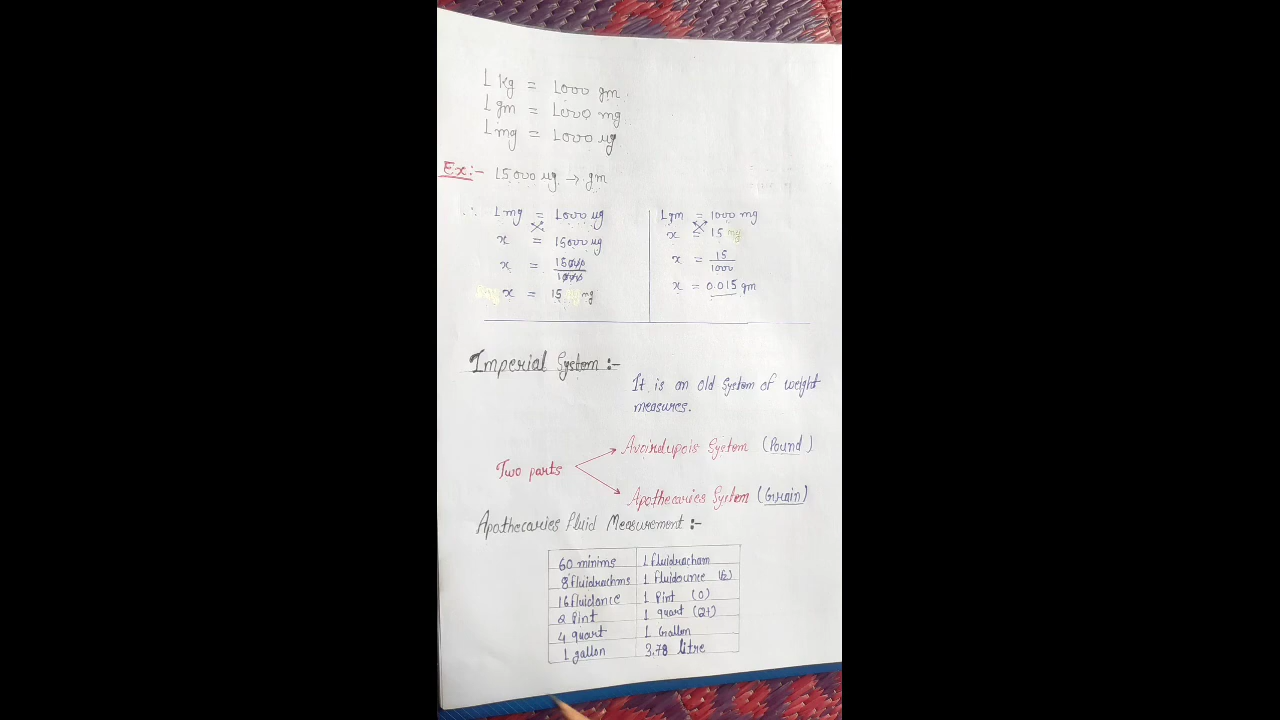 1 kg = 1000 gm
1 gm = 1000 mg
1 mg = 1000 µg
Ex:- 15000 µg → gm
∴ 1 mg = 1000 µg
x = 15000 µg
x = 15000/1000
x = 15 mg
1 gm = 1000 mg
x = 15 mg
x = 15/1000
x = 0.015 gm
Imperial System :-
It is an old System of weight
measures.
Two parts
Avoirdupois System (Pound)
Apothecaries System (Grain)
Apothecaries Fluid Measurement :-
60 minims 1 fluidracham
8 fluidrachms 1 Fluidounce
16 fluidonce 1 Pint (O)
2 Pint 1 quart
4 quart 1 Gallon
1 gallon 3.78 litre